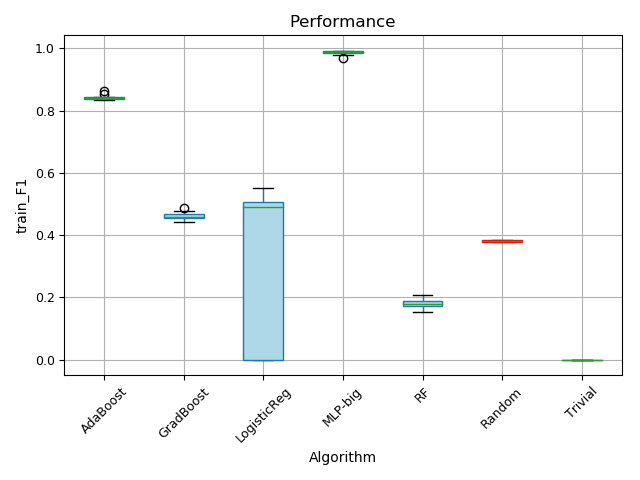 Performance
train_F1
1.0
0.8
0.6
0.4
0.2
0.0
AdaBoost
GradBoost
LogisticReg
MLP-big
RF
Random
Trivial
Algorithm